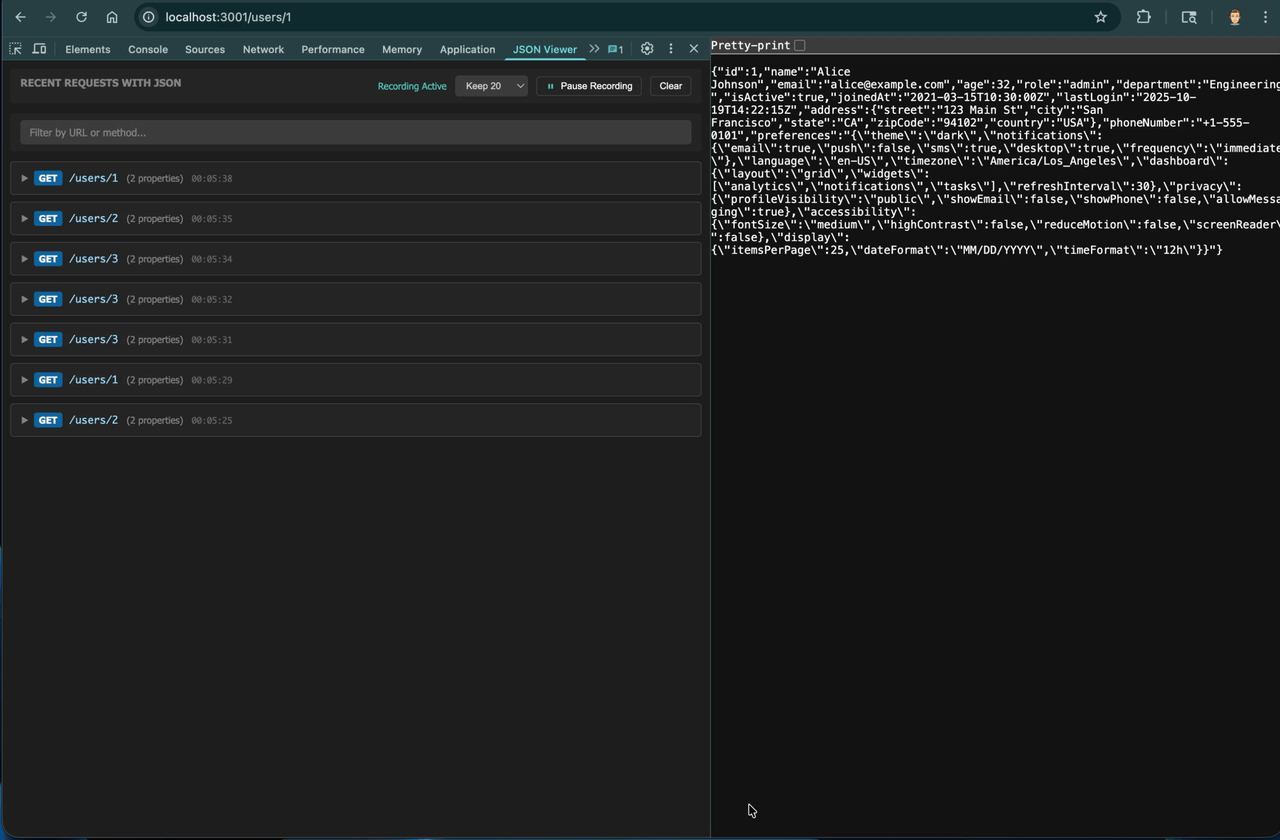 localhost:3001/users/1
Elements Console Sources Network Performance Memory Application JSON Viewer 1
RECENT REQUESTS WITH JSON
Recording Active Keep 20 Pause Recording Clear
Filter by URL or method...
GET /users/1 (2 properties) 00:05:38
GET /users/2 (2 properties) 00:05:35
GET /users/3 (2 properties) 00:05:34
GET /users/3 (2 properties) 00:05:32
GET /users/3 (2 properties) 00:05:31
GET /users/1 (2 properties) 00:05:29
GET /users/2 (2 properties) 00:05:25
Pretty-print
{"id":1,"name":"Alice
Johnson","email":"alice@example.com","age":32,"role":"admin","department":"Engineering
","isActive":true,"joinedAt":"2021-03-15T10:30:00Z","lastLogin":"2025-10-
19T14:22:15Z","address":{"street":"123 Main St","city":"San
Francisco","state":"CA","zipCode":"94102","country":"USA"},"phoneNumber":"+1-555-
0101","preferences":"{\"theme\":\"dark\",\"notifications\":
{\"email\":true,\"push\":false,\"sms\":true,\"desktop\":true,\"frequency\":\"immediate
\"},\"language\":\"en-US\",\"timezone\":\"America/Los_Angeles\",\"dashboard\":
{\"layout\":\"grid\",\"widgets\":
[\"analytics\",\"notifications\",\"tasks\"],\"refreshInterval\":30},\"privacy\":
{\"profileVisibility\":\"public\",\"showEmail\":false,\"showPhone\":false,\"allowMessa
ging\":true},\"accessibility\":
{\"fontSize\":\"medium\",\"highContrast\":false,\"reduceMotion\":false,\"screenReader\
":false},\"display\":
{\"itemsPerPage\":25,\"dateFormat\":\"MM/DD/YYYY\",\"timeFormat\":\"12h\"}}"}